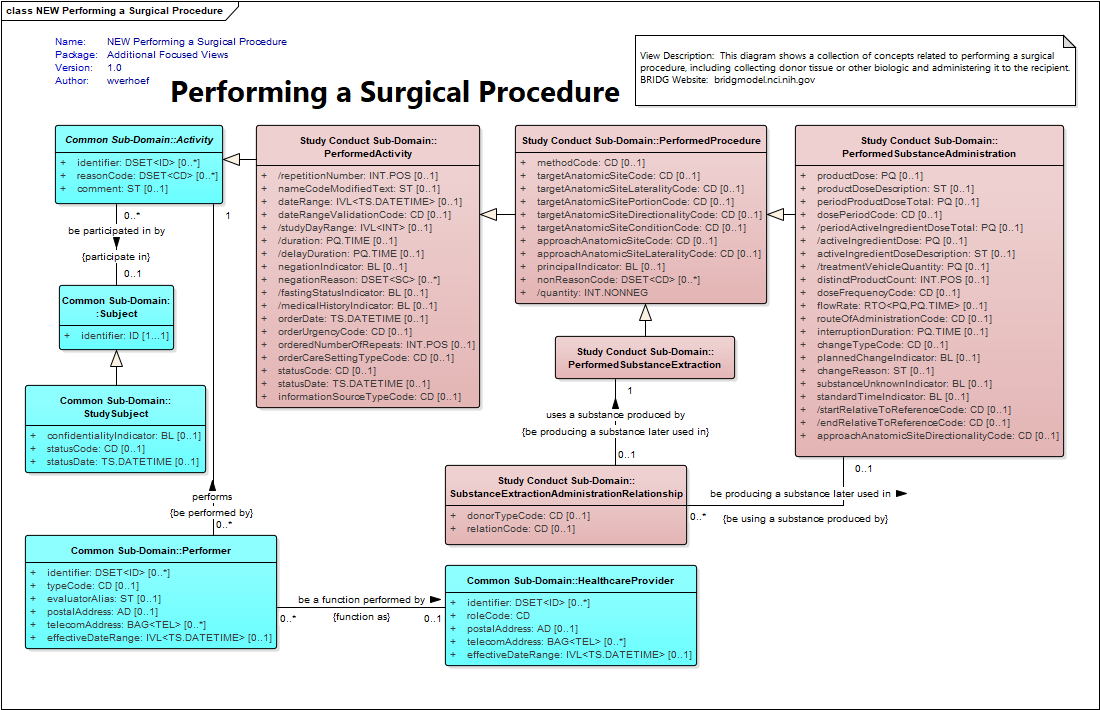 class NEW Performing a Surgical Procedure
Name: NEW Performing a Surgical Procedure
Package: Additional Focused Views
Version: 1.0
Author: wverhoef
Performing a Surgical Procedure
View Description: This diagram shows a collection of concepts related to performing a surgical
procedure, including collecting donor tissue or other biologic and administering it to the recipient.
BRIDG Website: bridgmodel.nci.nih.gov
Common Sub-Domain::Activity
+ identifier: DSET<ID> [0..*]
+ reasonCode: DSET<CD> [0..*]
+ comment: ST [0..1]
Study Conduct Sub-Domain::
PerformedActivity
+ /repetitionNumber: INT.POS [0..1]
+ nameCodeModifiedText: ST [0..1]
+ dateRange: IVL<TS.DATETIME> [0..1]
+ dateRangeValidationCode: CD [0..1]
+ /studyDayRange: IVL<INT> [0..1]
+ /duration: PQ.TIME [0..1]
+ /delayDuration: PQ.TIME [0..1]
+ negationIndicator: BL [0..1]
+ negationReason: DSET<SC> [0..*]
+ /fastingStatusIndicator: BL [0..1]
+ /medicalHistoryIndicator: BL [0..1]
+ orderDate: TS.DATETIME [0..1]
+ orderUrgencyCode: CD [0..1]
+ orderedNumberOfRepeats: INT.POS [0..1]
+ orderCareSettingTypeCode: CD [0..1]
+ statusCode: CD [0..1]
+ statusDate: TS.DATETIME [0..1]
+ informationSourceTypeCode: CD [0..1]
Study Conduct Sub-Domain::PerformedProcedure
+ methodCode: CD [0..1]
+ targetAnatomicSiteCode: CD [0..1]
+ targetAnatomicSiteLateralityCode: CD [0..1]
+ targetAnatomicSitePortionCode: CD [0..1]
+ targetAnatomicSiteDirectionalityCode: CD [0..1]
+ targetAnatomicSiteConditionCode: CD [0..1]
+ approachAnatomicSiteCode: CD [0..1]
+ approachAnatomicSiteLateralityCode: CD [0..1]
+ principalIndicator: BL [0..1]
+ nonReasonCode: DSET<CD> [0..*]
+ /quantity: INT.NONNEG
Study Conduct Sub-Domain::
PerformedSubstanceAdministration
+ productDose: PQ [0..1]
+ productDoseDescription: ST [0..1]
+ periodProductDoseTotal: PQ [0..1]
+ dosePeriodCode: CD [0..1]
+ /periodActiveIngredientDoseTotal: PQ [0..1]
+ /activeIngredientDose: PQ [0..1]
+ activeIngredientDoseDescription: ST [0..1]
+ /treatmentVehicleQuantity: PQ [0..1]
+ distinctProductCount: INT.POS [0..1]
+ doseFrequencyCode: CD [0..1]
+ flowRate: RTO<PQ,PQ.TIME> [0..1]
+ routeOfAdministrationCode: CD [0..1]
+ interruptionDuration: PQ.TIME [0..1]
+ changeTypeCode: CD [0..1]
+ plannedChangeIndicator: BL [0..1]
+ changeReason: ST [0..1]
+ substanceUnknownIndicator: BL [0..1]
+ standardTimeIndicator: BL [0..1]
+ /startRelativeToReferenceCode: CD [0..1]
+ /endRelativeToReferenceCode: CD [0..1]
+ approachAnatomicSiteDirectionalityCode: CD [0..1]
0..*
1
be participated in by
{participate in}
0..1
Common Sub-Domain:
:Subject
+ identifier: ID [1...1]
Common Sub-Domain::
StudySubject
+ confidentialityIndicator: BL [0..1]
+ statusCode: CD [0..1]
+ statusDate: TS.DATETIME [0..1]
Study Conduct Sub-Domain::
PerformedSubstanceExtraction
1
uses a substance produced by
{be producing a substance later used in}
0..1
Study Conduct Sub-Domain::
SubstanceExtractionAdministrationRelationship
+ donorTypeCode: CD [0..1]
+ relationCode: CD [0..1]
0..1
be producing a substance later used in
0..*
{be using a substance produced by}
performs
{be performed by}
0..*
Common Sub-Domain::Performer
+ identifier: DSET<ID> [0..*]
+ typeCode: CD [0..1]
+ evaluatorAlias: ST [0..1]
+ postalAddress: AD [0..1]
+ telecomAddress: BAG<TEL> [0..*]
+ effectiveDateRange: IVL<TS.DATETIME> [0..1]
be a function performed by
0..*
{function as}
0..1
Common Sub-Domain::HealthcareProvider
+ identifier: DSET<ID> [0..*]
+ roleCode: CD
+ postalAddress: AD [0..1]
+ telecomAddress: BAG<TEL> [0..*]
+ effectiveDateRange: IVL<TS.DATETIME> [0..1]